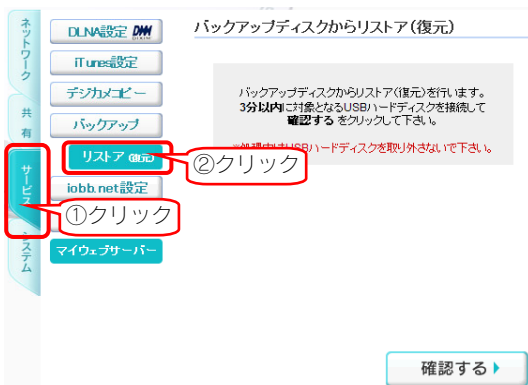 ネットワーク
共有
サービス
システム
DLNA設定
iTunes設定
デジカメコピー
バックアップ
リストア(復元)
iobb.net設定
マイウェブサーバー
①クリック
②クリック
バックアップディスクからリストア(復元)
バックアップディスクからリストア(復元)を行います。
3分以内に対象となるUSBハードディスクを接続して
確認する をクリックして下さい。
※処理中はUSBハードディスクを取り外さないで下さい。
確認する